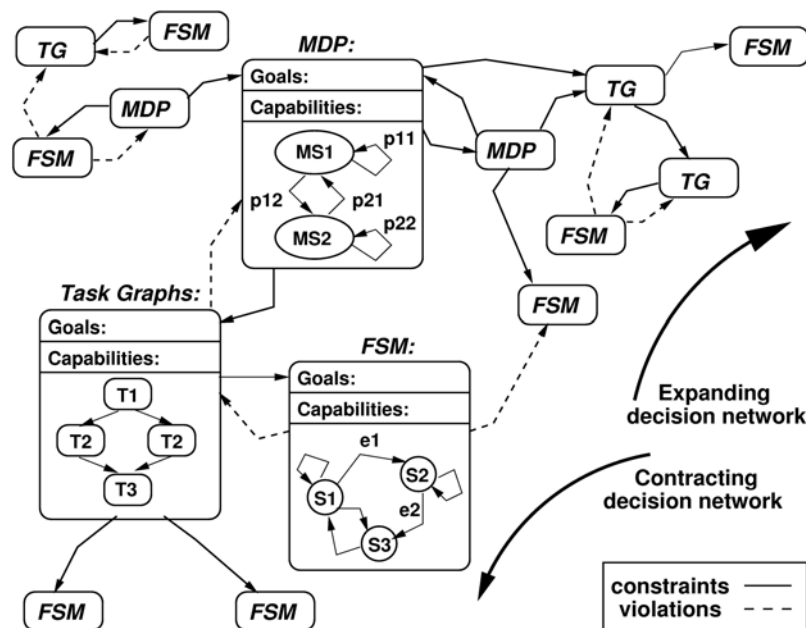 FSM
TG
MDP
FSM
MDP:
Goals:
Capabilities:
MS1
p11
p12
p21
p22
MS2
TG
FSM
MDP
TG
FSM
FSM
Task Graphs:
Goals:
Capabilities:
T1
T2
T2
T3
FSM:
Goals:
Capabilities:
e1
S1
S2
e2
S3
Expanding
decision network
Contracting
decision network
FSM
FSM
constraints
violations